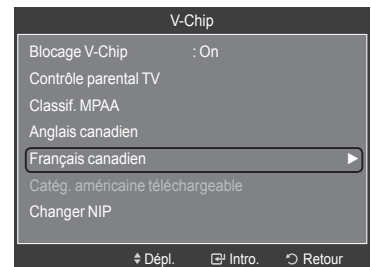 V-Chip
Blocage V-Chip : On
Contrôle parental TV
Classif. MPAA
Anglais canadien
Français canadien ►
Catég. américaine téléchargeable
Changer NIP
Dépl. Intro. Retour